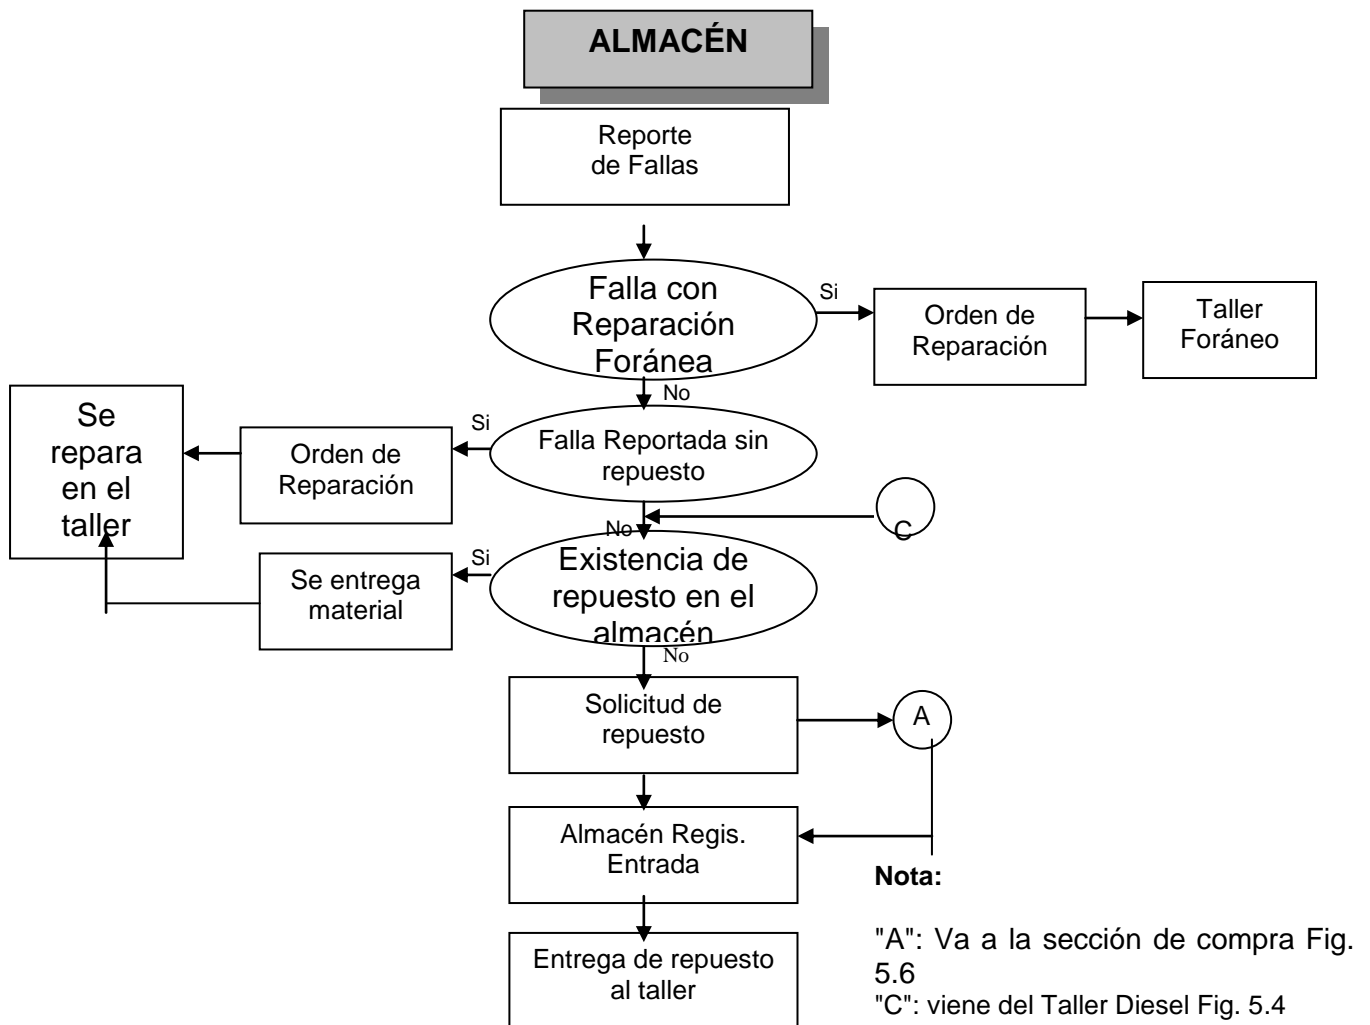 ALMACÉN
Reporte
de Fallas
Falla con
Reparación
Foránea
Si
Orden de
Reparación
Taller
Foráneo
No
Se
repara
en el
taller
Orden de
Reparación
Si
Falla Reportada sin
repuesto
C
No
Se entrega
material
Si
Existencia de
repuesto en el
almacén
No
Solicitud de
repuesto
A
Almacén Regis.
Entrada
Entrega de repuesto
al taller
Nota:
"A": Va a la sección de compra Fig.
5.6
"C": viene del Taller Diesel Fig. 5.4